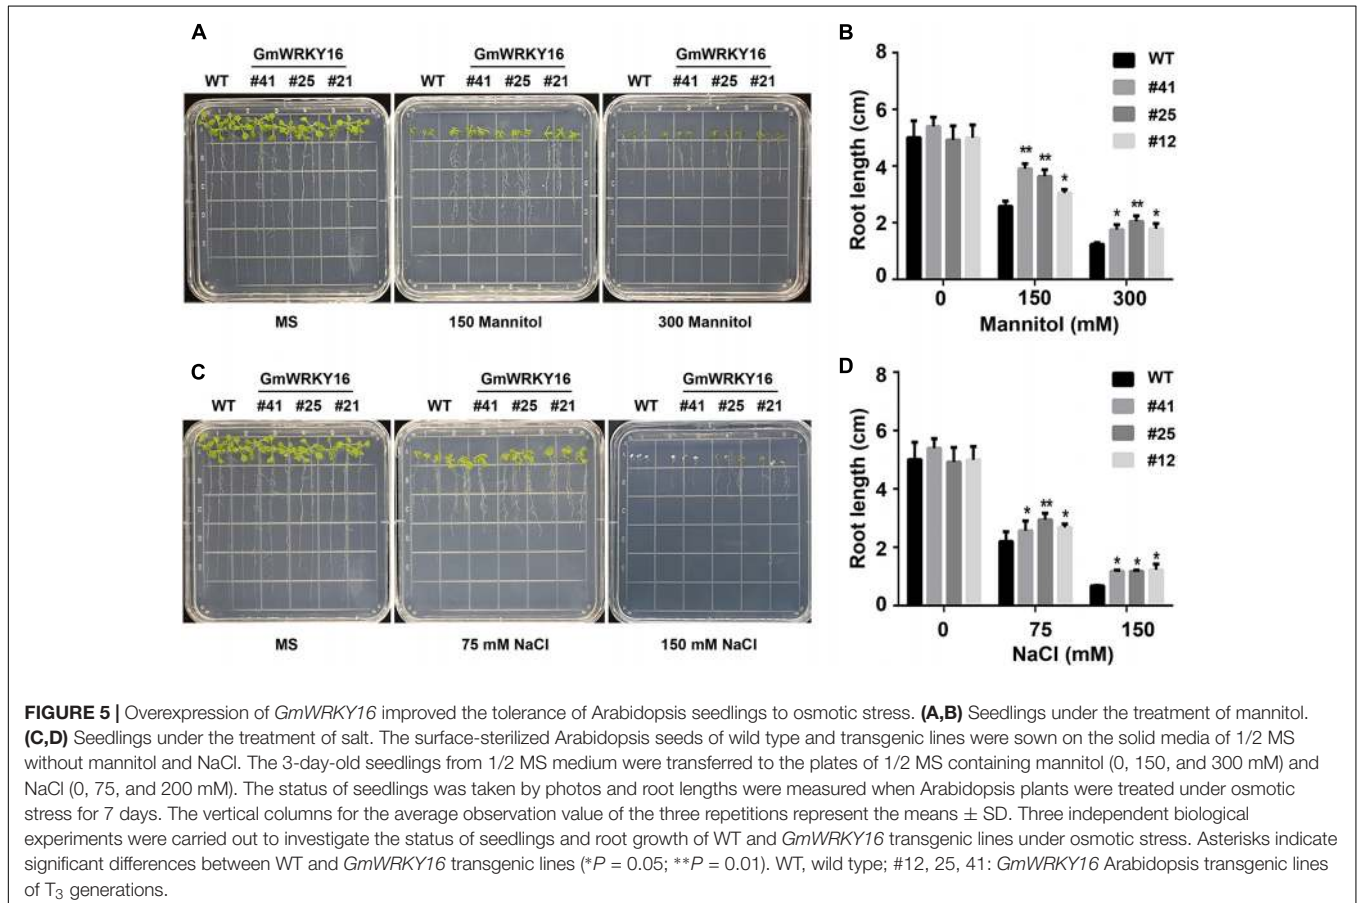 A
GmWRKY16 GmWRKY16 GmWRKY16
WT #41 #25 #21 WT #41 #25 #21 WT #41 #25 #21
MS 150 Mannitol 300 Mannitol
B
8
6
4
2
0
Root length (cm)
WT
#41
#25
#12
** ** *
* ** *
0 150 300
Mannitol (mM)
C
GmWRKY16 GmWRKY16 GmWRKY16
WT #41 #25 #21 WT #41 #25 #21 WT #41 #25 #21
MS 75 mM NaCl 150 mM NaCl
D
8
6
4
2
0
Root length (cm)
WT
#41
#25
#12
* ** *
* * *
0 75 150
NaCl (mM)
FIGURE 5 | Overexpression of GmWRKY16 improved the tolerance of Arabidopsis seedlings to osmotic stress. (A,B) Seedlings under the treatment of mannitol.
(C,D) Seedlings under the treatment of salt. The surface-sterilized Arabidopsis seeds of wild type and transgenic lines were sown on the solid media of 1/2 MS
without mannitol and NaCl. The 3-day-old seedlings from 1/2 MS medium were transferred to the plates of 1/2 MS containing mannitol (0, 150, and 300 mM) and
NaCl (0, 75, and 200 mM). The status of seedlings was taken by photos and root lengths were measured when Arabidopsis plants were treated under osmotic
stress for 7 days. The vertical columns for the average observation value of the three repetitions represent the means ± SD. Three independent biological
experiments were carried out to investigate the status of seedlings and root growth of WT and GmWRKY16 transgenic lines under osmotic stress. Asterisks indicate
significant differences between WT and GmWRKY16 transgenic lines (*P = 0.05; **P = 0.01). WT, wild type; #12, 25, 41: GmWRKY16 Arabidopsis transgenic lines
of T3 generations.